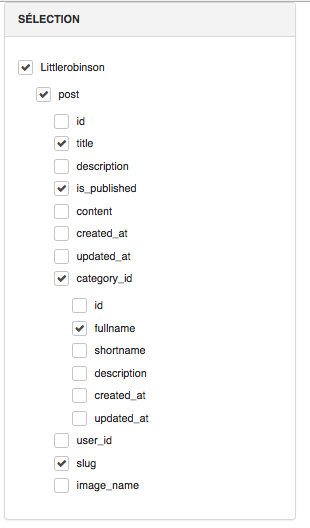 SÉLECTION
Littlerobinson
post
id
title
description
is_published
content
created_at
updated_at
category_id
id
fullname
shortname
description
created_at
updated_at
user_id
slug
image_name